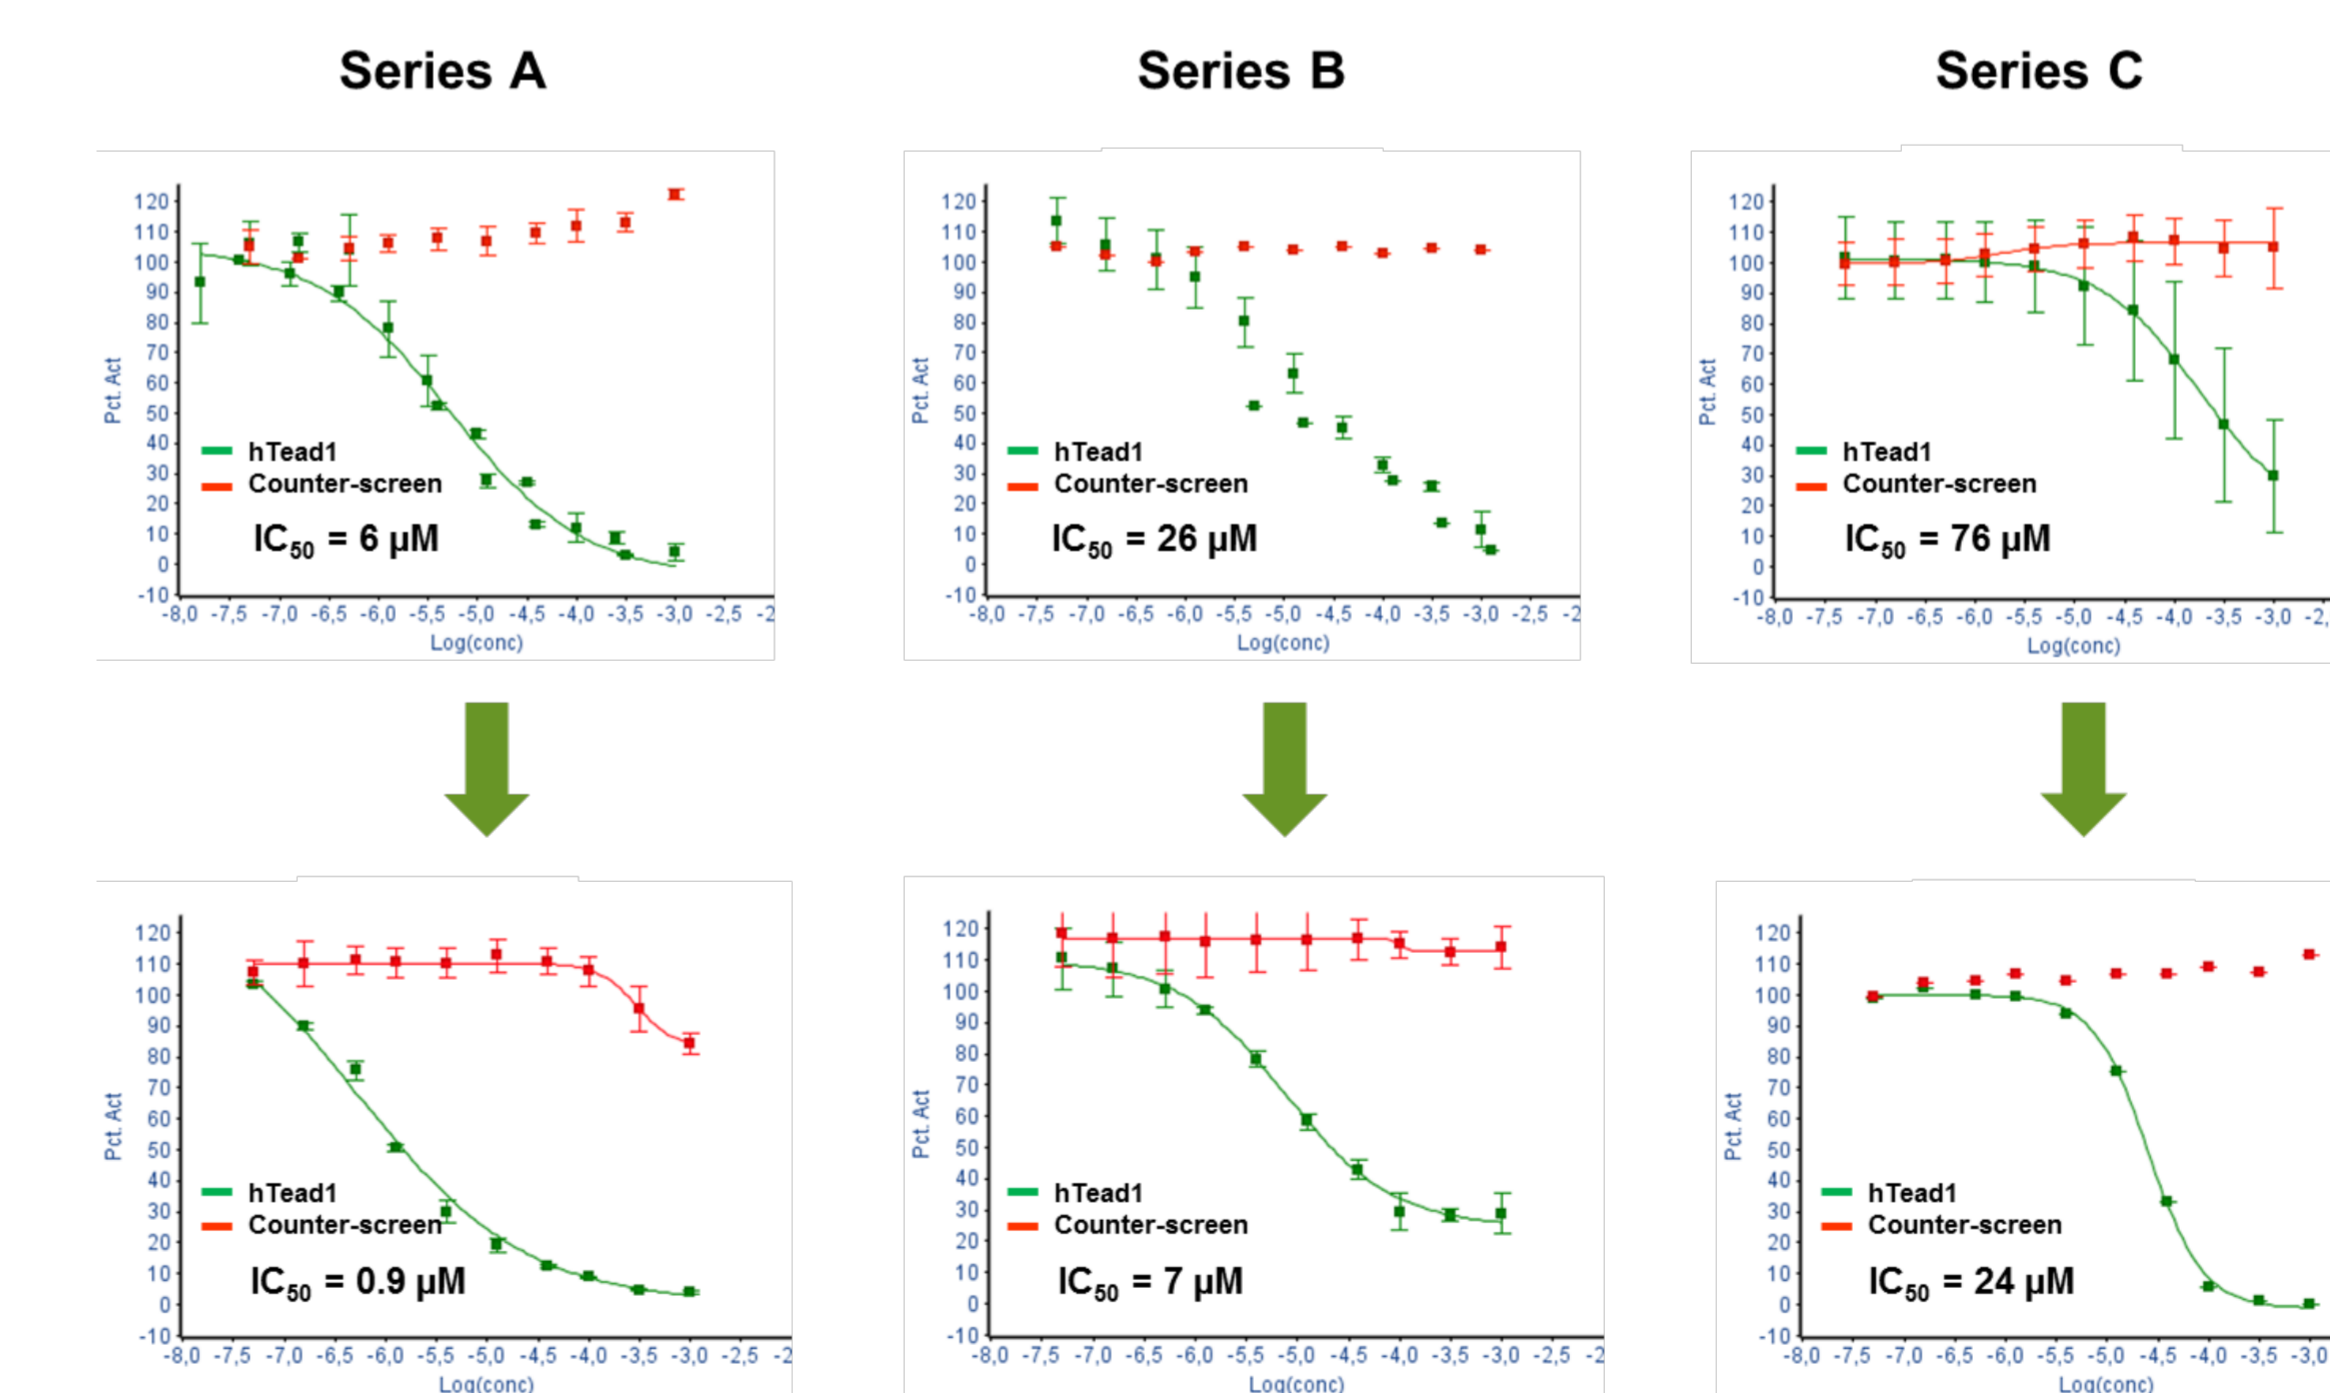 Series A
Series B
Series C
120
110
100
90
80
70
60
50
40
30
20
10
0
-10
Pct. Act
hTead1
Counter-screen
IC50 = 6 µM
-8,0 -7,5 -7,0 -6,5 -6,0 -5,5 -5,0 -4,5 -4,0 -3,5 -3,0 -2,5 -2
Log(conc)
120
110
100
90
80
70
60
50
40
30
20
10
0
-10
Pct. Act
hTead1
Counter-screen
IC50 = 26 µM
-8,0 -7,5 -7,0 -6,5 -6,0 -5,5 -5,0 -4,5 -4,0 -3,5 -3,0 -2,5 -2
Log(conc)
120
110
100
90
80
70
60
50
40
30
20
10
0
-10
Pct. Act
hTead1
Counter-screen
IC50 = 76 µM
-8,0 -7,5 -7,0 -6,5 -6,0 -5,5 -5,0 -4,5 -4,0 -3,5 -3,0 -2,
Log(conc)
120
110
100
90
80
70
60
50
40
30
20
10
0
-10
Pct. Act
hTead1
Counter-screen
IC50 = 0.9 µM
-8,0 -7,5 -7,0 -6,5 -6,0 -5,5 -5,0 -4,5 -4,0 -3,5 -3,0 -2,5 -2
Log(conc)
120
110
100
90
80
70
60
50
40
30
20
10
0
-10
Pct. Act
hTead1
Counter-screen
IC50 = 7 µM
-8,0 -7,5 -7,0 -6,5 -6,0 -5,5 -5,0 -4,5 -4,0 -3,5 -3,0 -2,5 -2
Log(conc)
120
110
100
90
80
70
60
50
40
30
20
10
0
-10
Pct. Act
hTead1
Counter-screen
IC50 = 24 µM
-8,0 -7,5 -7,0 -6,5 -6,0 -5,5 -5,0 -4,5 -4,0 -3,5 -3,0
Log(conc)